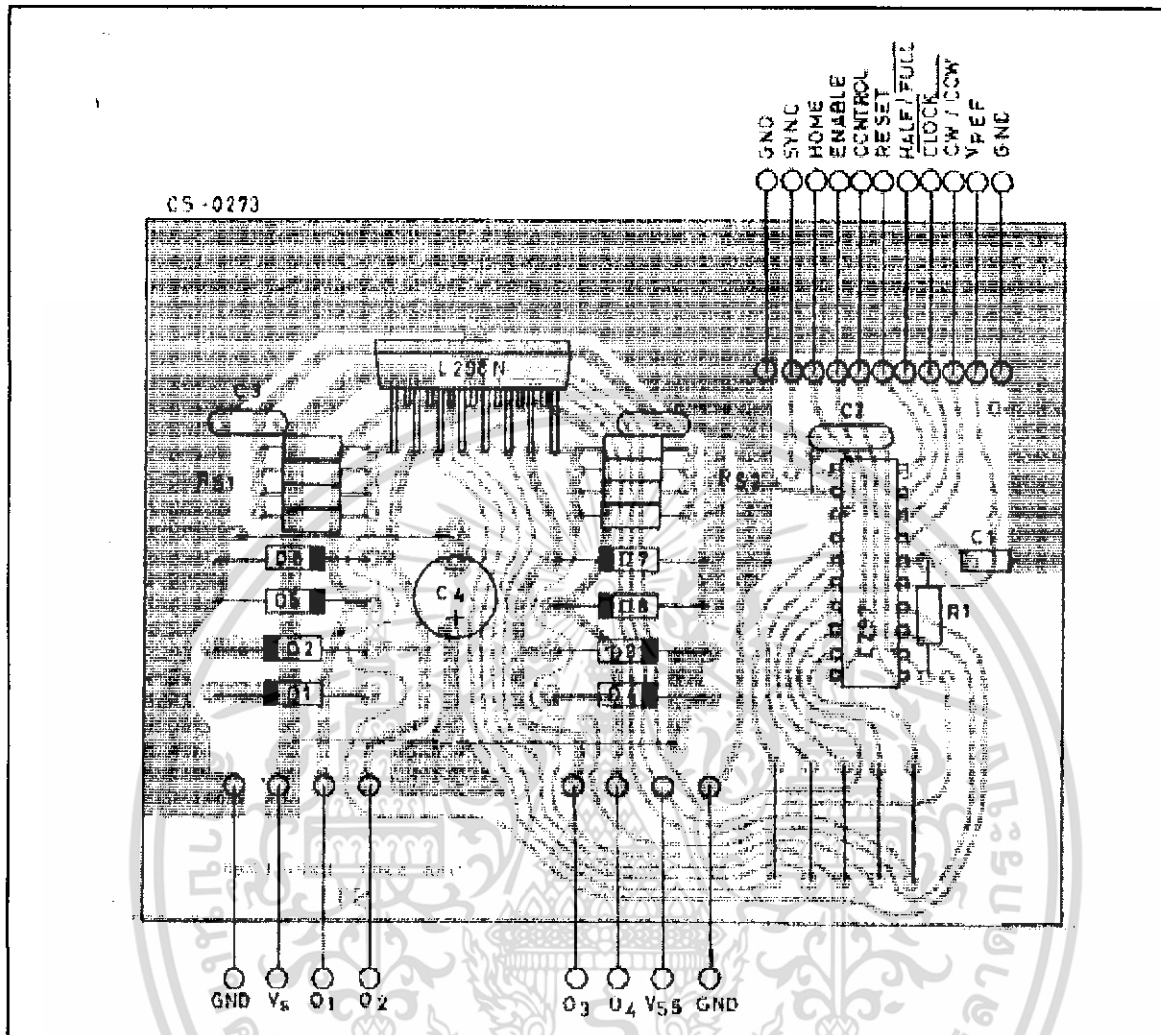 GND
SYNC
HOME
ENABLE
CONTROL
RESET
HALF/FULL
CLOCK
CW/CCW
VREF
GND
CS-0273
L298N
C3
C2
RS1
RS2
C1
D7
D5
C4
D8
R1
D2
D1
D4
GND
Vs
O1
O2
O3
O4
Vss
GND